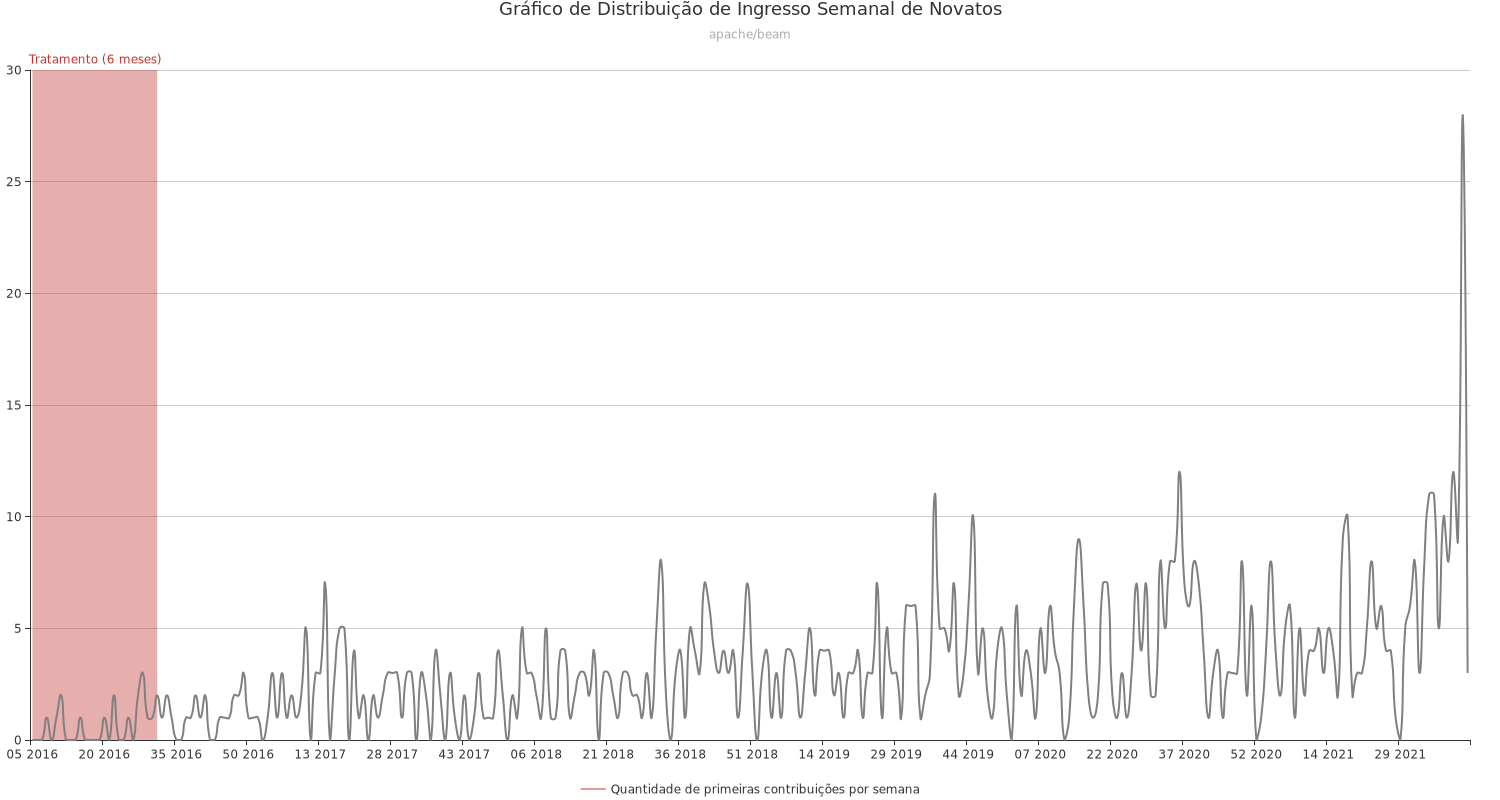 Gráfico de Distribuição de Ingresso Semanal de Novatos
apache/beam
Tratamento (6 meses)
30
25
20
15
10
5
0
05 2016 20 2016 35 2016 50 2016 13 2017 28 2017 43 2017 06 2018 21 2018 36 2018 51 2018 14 2019 29 2019 44 2019 07 2020 22 2020 37 2020 52 2020 14 2021 29 2021
Quantidade de primeiras contribuições por semana